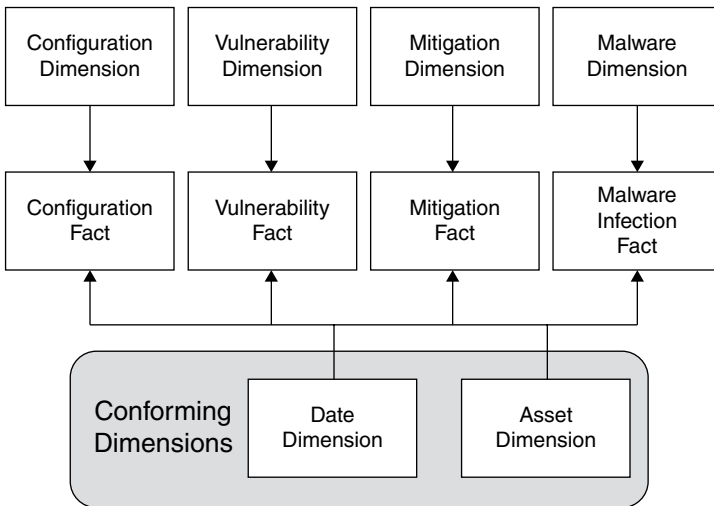 Configuration
Dimension
Vulnerability
Dimension
Mitigation
Dimension
Malware
Dimension
Configuration
Fact
Vulnerability
Fact
Mitigation
Fact
Malware
Infection
Fact
Conforming
Dimensions
Date
Dimension
Asset
Dimension